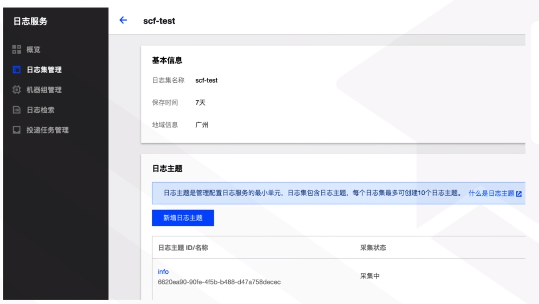 日志服务
← scf-test
概览
日志集管理
机器组管理
日志检索
投递任务管理
基本信息
日志集名称 scf-test
保存时间 7天
地域信息 广州
日志主题
日志主题是管理配置日志服务的最小单元。日志集包含日志主题，每个日志集最多可创建10个日志主题。 什么是日志主题
新增日志主题
日志主题 ID/名称 采集状态
info
6620ea90-90fe-4f5b-b488-d47a758decec 采集中